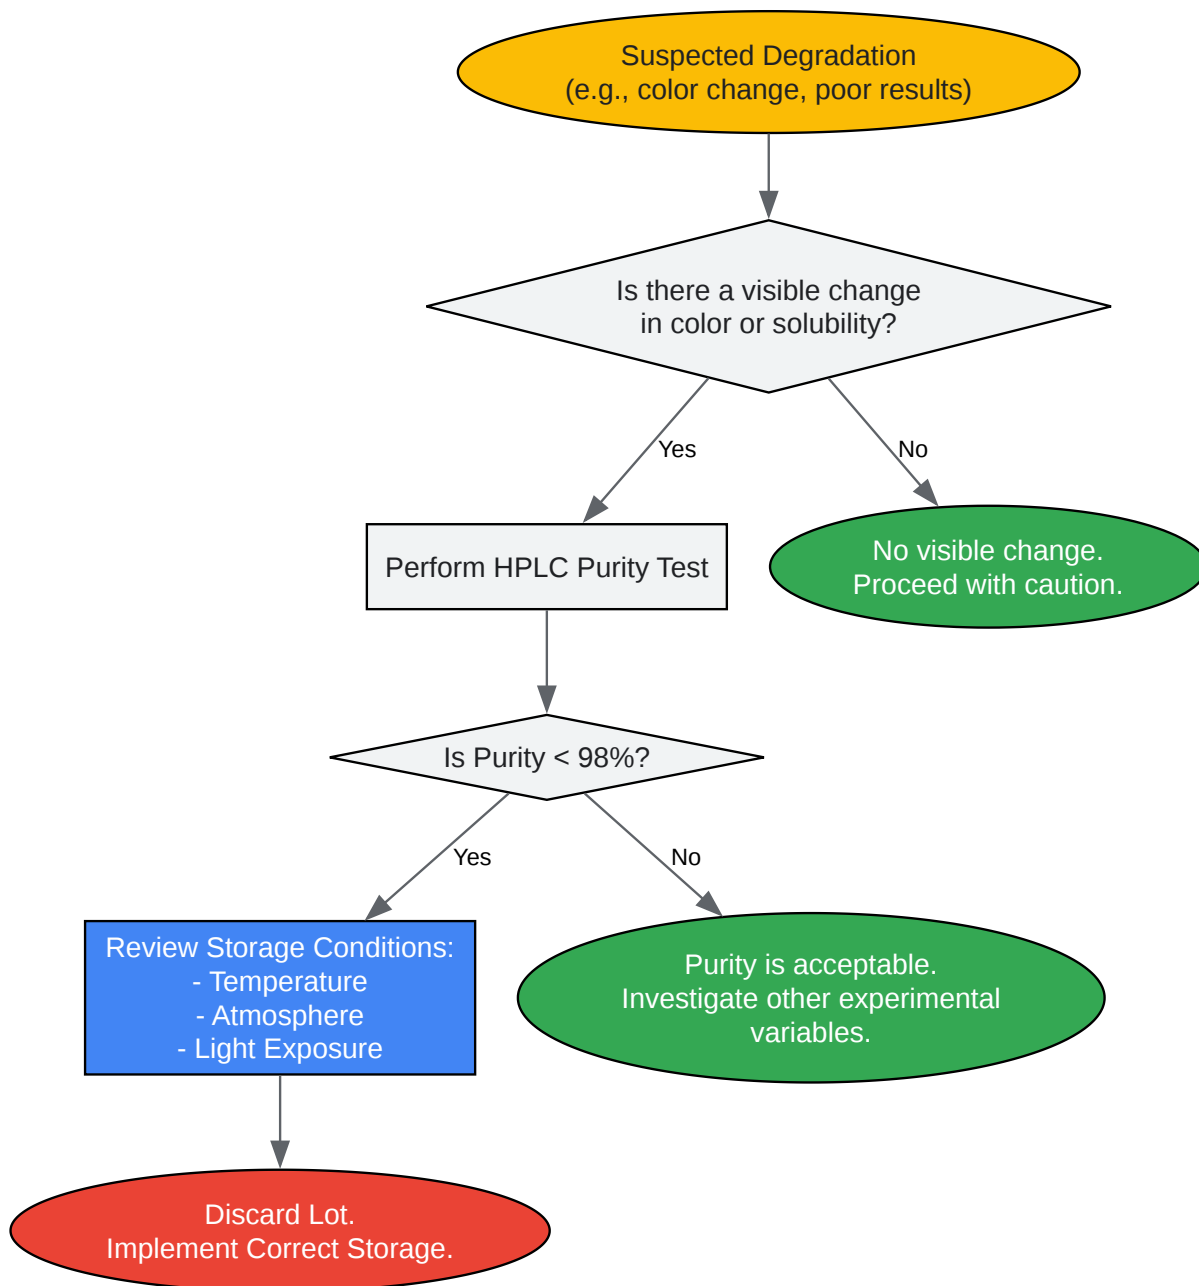 Suspected Degradation
(e.g., color change, poor results)
Is there a visible change
in color or solubility?
Yes
No
Perform HPLC Purity Test
No visible change.
Proceed with caution.
Is Purity < 98%?
Yes
No
Review Storage Conditions:
- Temperature
- Atmosphere
- Light Exposure
Purity is acceptable.
Investigate other experimental
variables.
Discard Lot.
Implement Correct Storage.